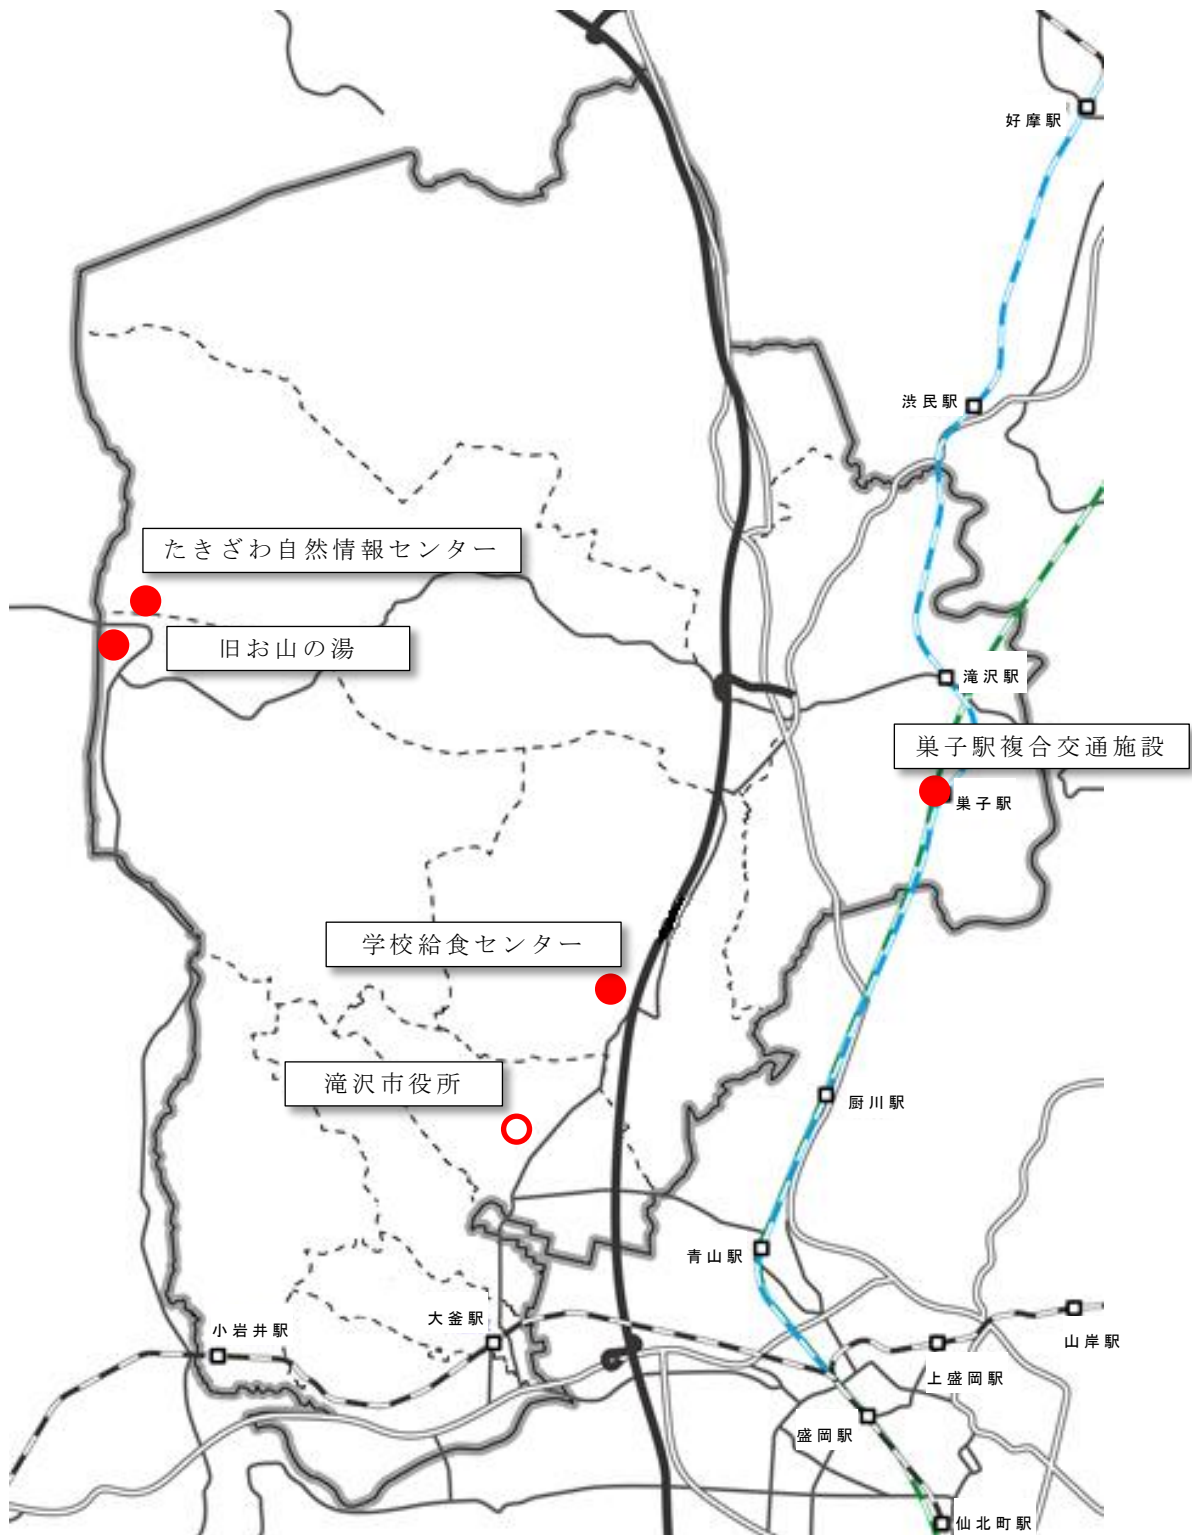 好摩駅
渋民駅
たきざわ自然情報センター
旧お山の湯
滝沢駅
巣子駅複合交通施設
巣子駅
学校給食センター
滝沢市役所
厨川駅
青山駅
大釜駅
小岩井駅
山岸駅
上盛岡駅
盛岡駅
仙北町駅